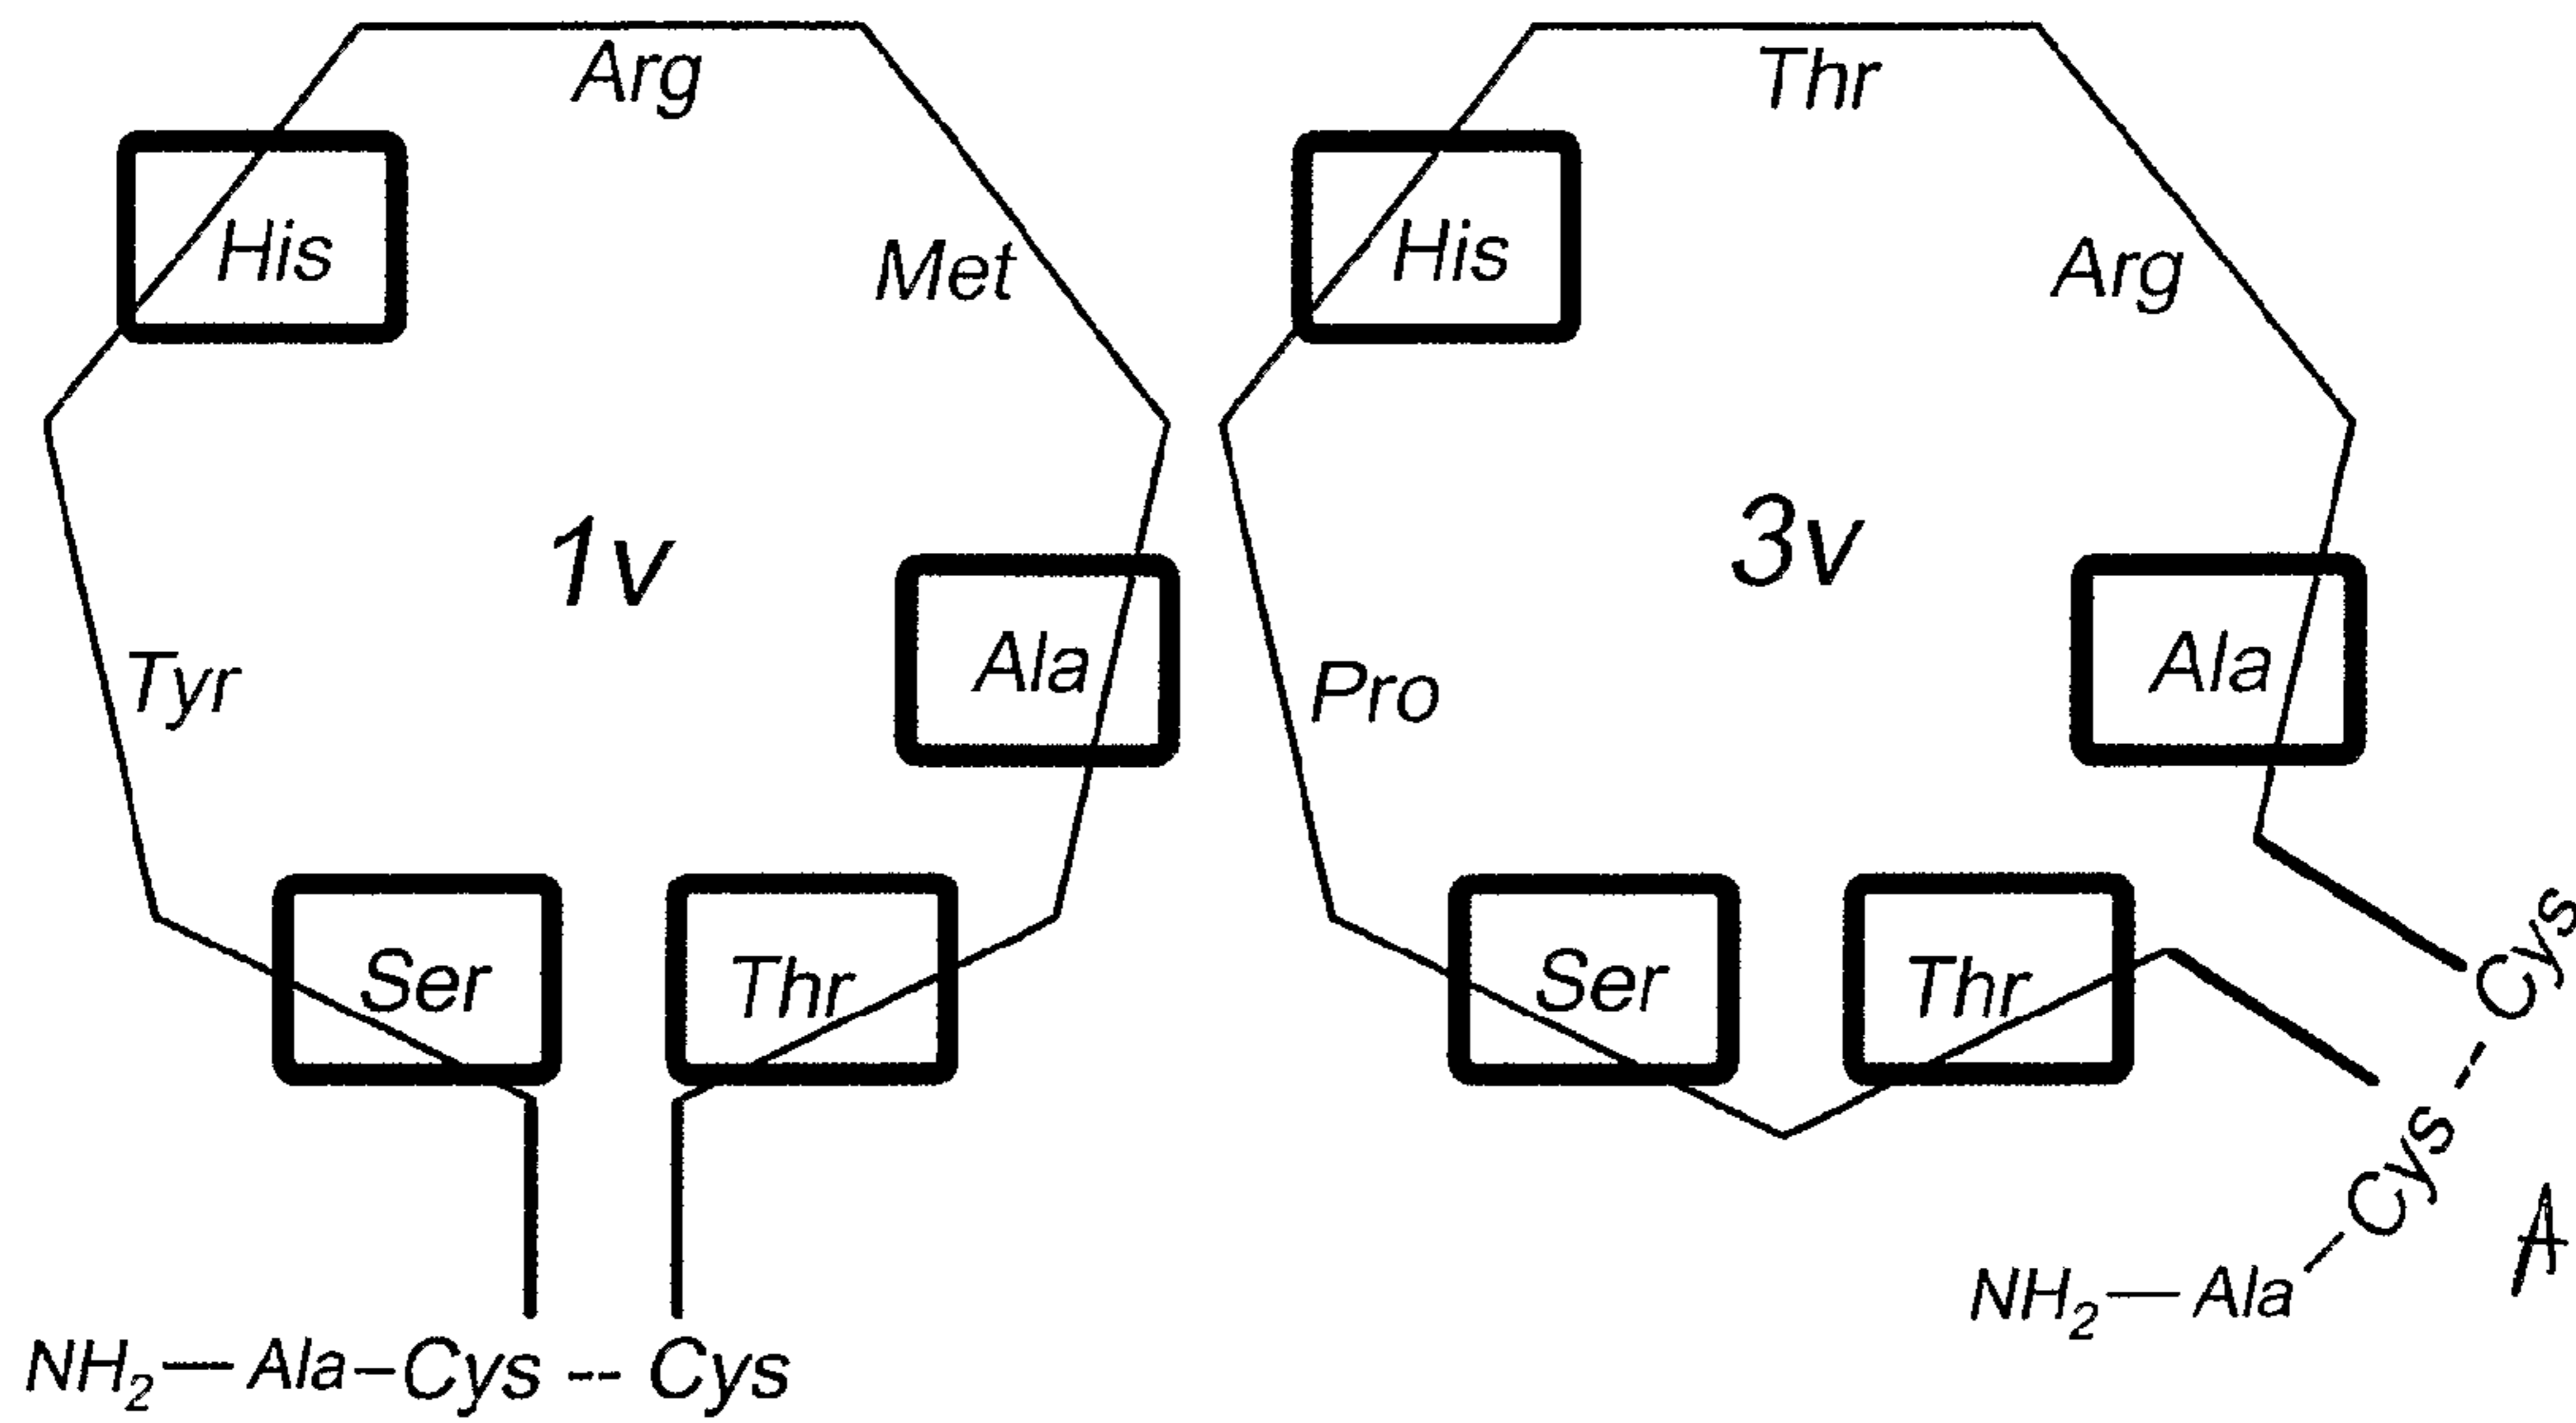 Arg
Thr
His
Met
His
Arg
1v
3v
Tyr
Ala
Pro
Ala
Ser
Thr
Ser
Thr
Cys
Cys
A
NH2—Ala
NH2—Ala–Cys -- Cys